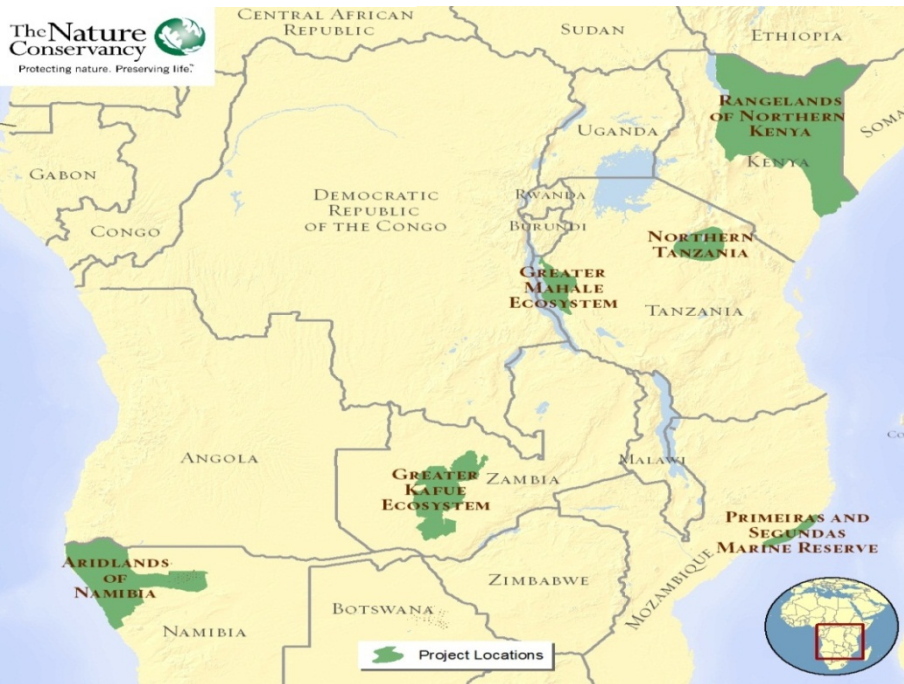 The Nature
Conservancy
Protecting nature. Preserving life.™
CENTRAL AFRICAN
REPUBLIC
SUDAN
ETHIOPIA
RANGELANDS
OF NORTHERN
KENYA
KENYA
SOMA
UGANDA
GABON
CONGO
DEMOCRATIC
REPUBLIC
OF THE CONGO
RWANDA
BURUNDI
NORTHERN
TANZANIA
GREATER
MAHALE
ECOSYSTEM
TANZANIA
ANGOLA
GREATER
KAFUE
ECOSYSTEM
ZAMBIA
MALAWI
CO
PRIMEIRAS AND
SEGUNDAS
MARINE RESERVE
MOZAMBIQUE
ARIDLANDS
OF
NAMIBIA
NAMIBIA
BOTSWANA
ZIMBABWE
Project Locations